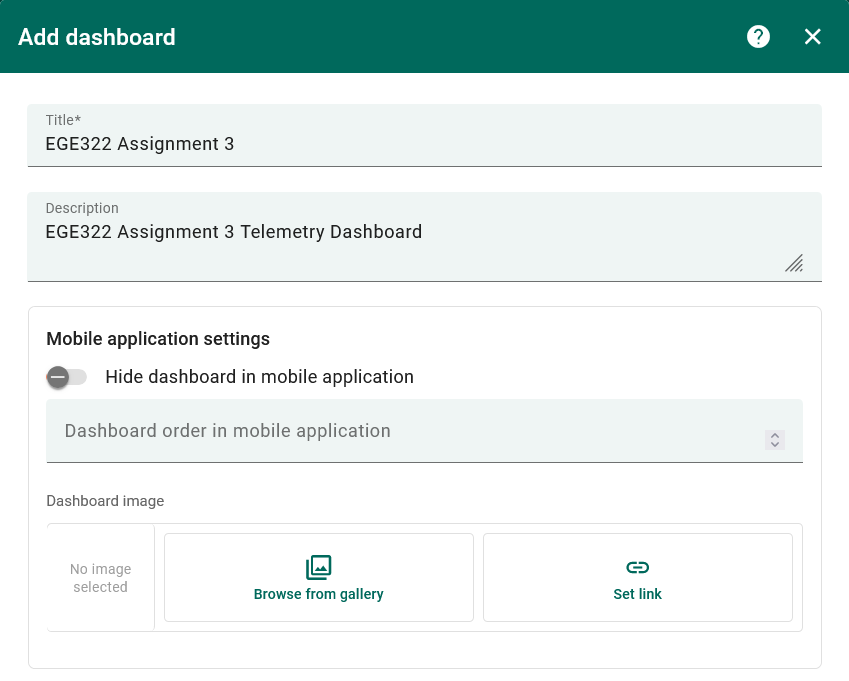 Add dashboard
Title*
EGE322 Assignment 3
Description
EGE322 Assignment 3 Telemetry Dashboard
Mobile application settings
Hide dashboard in mobile application
Dashboard order in mobile application
Dashboard image
No image
selected
Browse from gallery
Set link